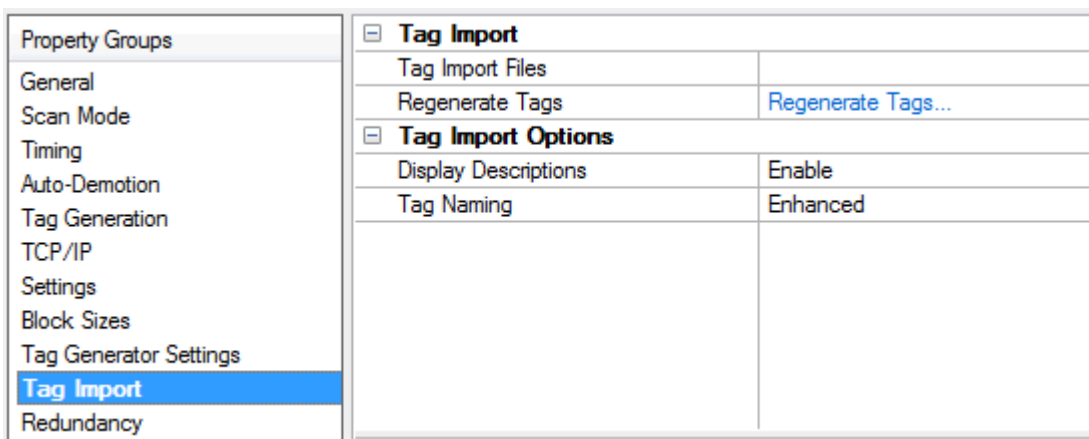 Property Groups
General
Scan Mode
Timing
Auto-Demotion
Tag Generation
TCP/IP
Settings
Block Sizes
Tag Generator Settings
Tag Import
Redundancy
Tag Import
Tag Import Files
Regenerate Tags Regenerate Tags...
Tag Import Options
Display Descriptions Enable
Tag Naming Enhanced